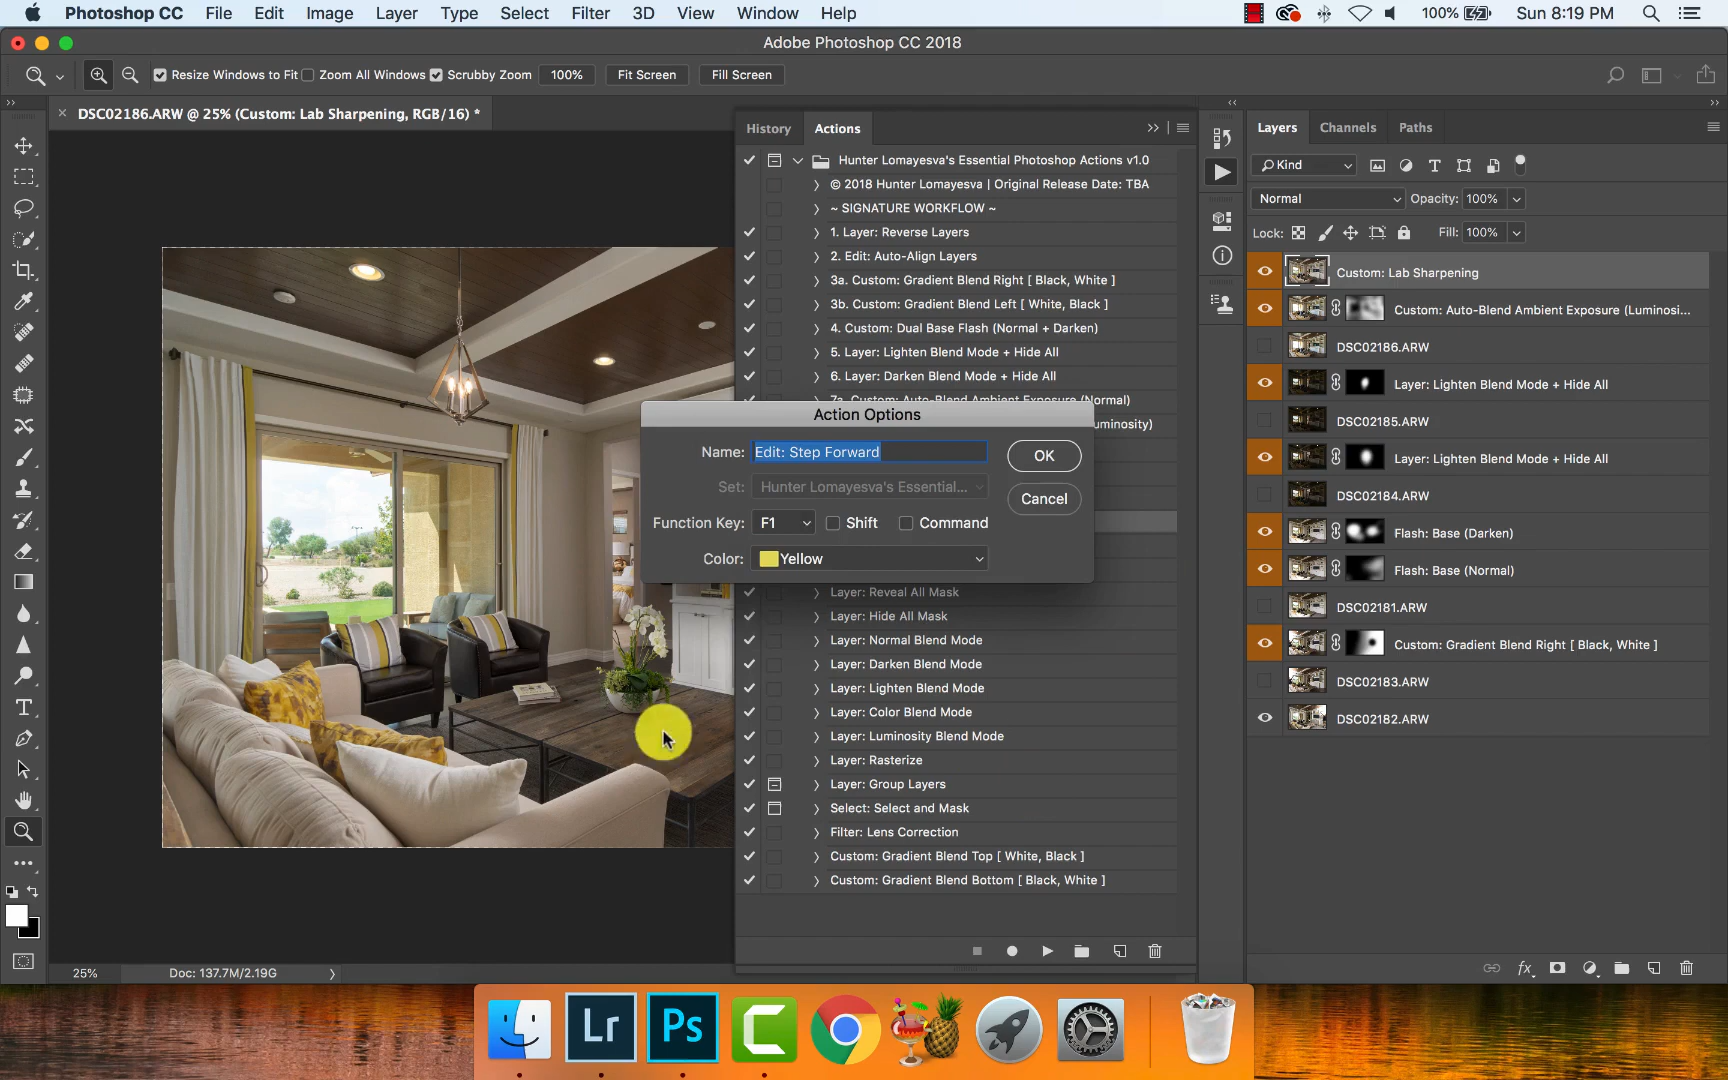 Photoshop CC File Edit Image Layer Type Select Filter 3D View Window Help 100% Sun 8:19 PM
Adobe Photoshop CC 2018
Resize Windows to Fit Zoom All Windows Scrubby Zoom 100% Fit Screen Fill Screen
DSC02186.ARW @ 25% (Custom: Lab Sharpening, RGB/16) *
History Actions
Hunter Lomayesva's Essential Photoshop Actions v1.0
© 2018 Hunter Lomayesva | Original Release Date: TBA
~ SIGNATURE WORKFLOW ~
1. Layer: Reverse Layers
2. Edit: Auto-Align Layers
3a. Custom: Gradient Blend Right [ Black, White ]
3b. Custom: Gradient Blend Left [ White, Black ]
4. Custom: Dual Base Flash (Normal + Darken)
5. Layer: Lighten Blend Mode + Hide All
6. Layer: Darken Blend Mode + Hide All
7a. Custom: Auto-Blend Ambient Exposure (Normal)
uminosity)
Action Options
Name: Edit: Step Forward
OK
Set: Hunter Lomayesva's Essential...
Cancel
Function Key: F1 Shift Command
Color: Yellow
Layer: Reveal All Mask
Layer: Hide All Mask
Layer: Normal Blend Mode
Layer: Darken Blend Mode
Layer: Lighten Blend Mode
Layer: Color Blend Mode
Layer: Luminosity Blend Mode
Layer: Rasterize
Layer: Group Layers
Select: Select and Mask
Filter: Lens Correction
Custom: Gradient Blend Top [ White, Black ]
Custom: Gradient Blend Bottom [ Black, White ]
Layers Channels Paths
Kind
Normal Opacity: 100%
Lock: Fill: 100%
Custom: Lab Sharpening
Custom: Auto-Blend Ambient Exposure (Luminosi...
DSC02186.ARW
Layer: Lighten Blend Mode + Hide All
DSC02185.ARW
Layer: Lighten Blend Mode + Hide All
DSC02184.ARW
Flash: Base (Darken)
Flash: Base (Normal)
DSC02181.ARW
Custom: Gradient Blend Right [ Black, White ]
DSC02183.ARW
DSC02182.ARW
25% Doc: 137.7M/2.19G
fx
Lr Ps